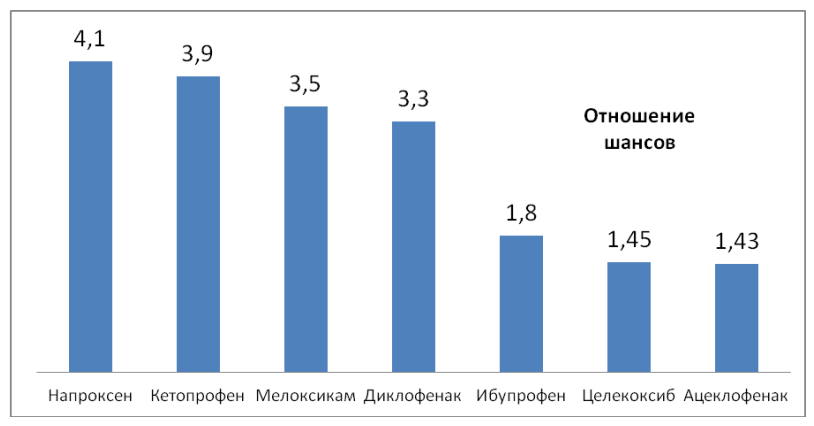 4,1
3,9
3,5
3,3
1,8
1,45
1,43
Отношение
шансов
Напроксен Кетопрофен Мелоксикам Диклофенак Ибупрофен Целекоксиб Ацеклофенак